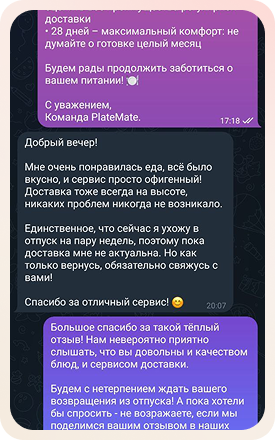 доставки
• 28 дней – максимальный комфорт: не
думайте о готовке целый месяц
Будем рады продолжить заботиться о
вашем питании! 🍽️
С уважением,
Команда PlateMate.
17:18
Добрый вечер!
Мне очень понравилась еда, всё было
вкусно, и сервис просто офигенный!
Доставка тоже всегда на высоте,
никаких проблем никогда не возникало.
Единственное, что сейчас я ухожу в
отпуск на пару недель, поэтому пока
доставка мне не актуальна. Но как
только вернусь, обязательно свяжусь с
вами!
Спасибо за отличный сервис! 😊
20:07
Большое спасибо за такой тёплый
отзыв! Нам невероятно приятно
слышать, что вы довольны и качеством
блюд, и сервисом доставки.
Будем с нетерпением ждать вашего
возвращения из отпуска! А пока хотели
бы спросить - не возражаете, если мы
поделимся вашим отзывом в наших